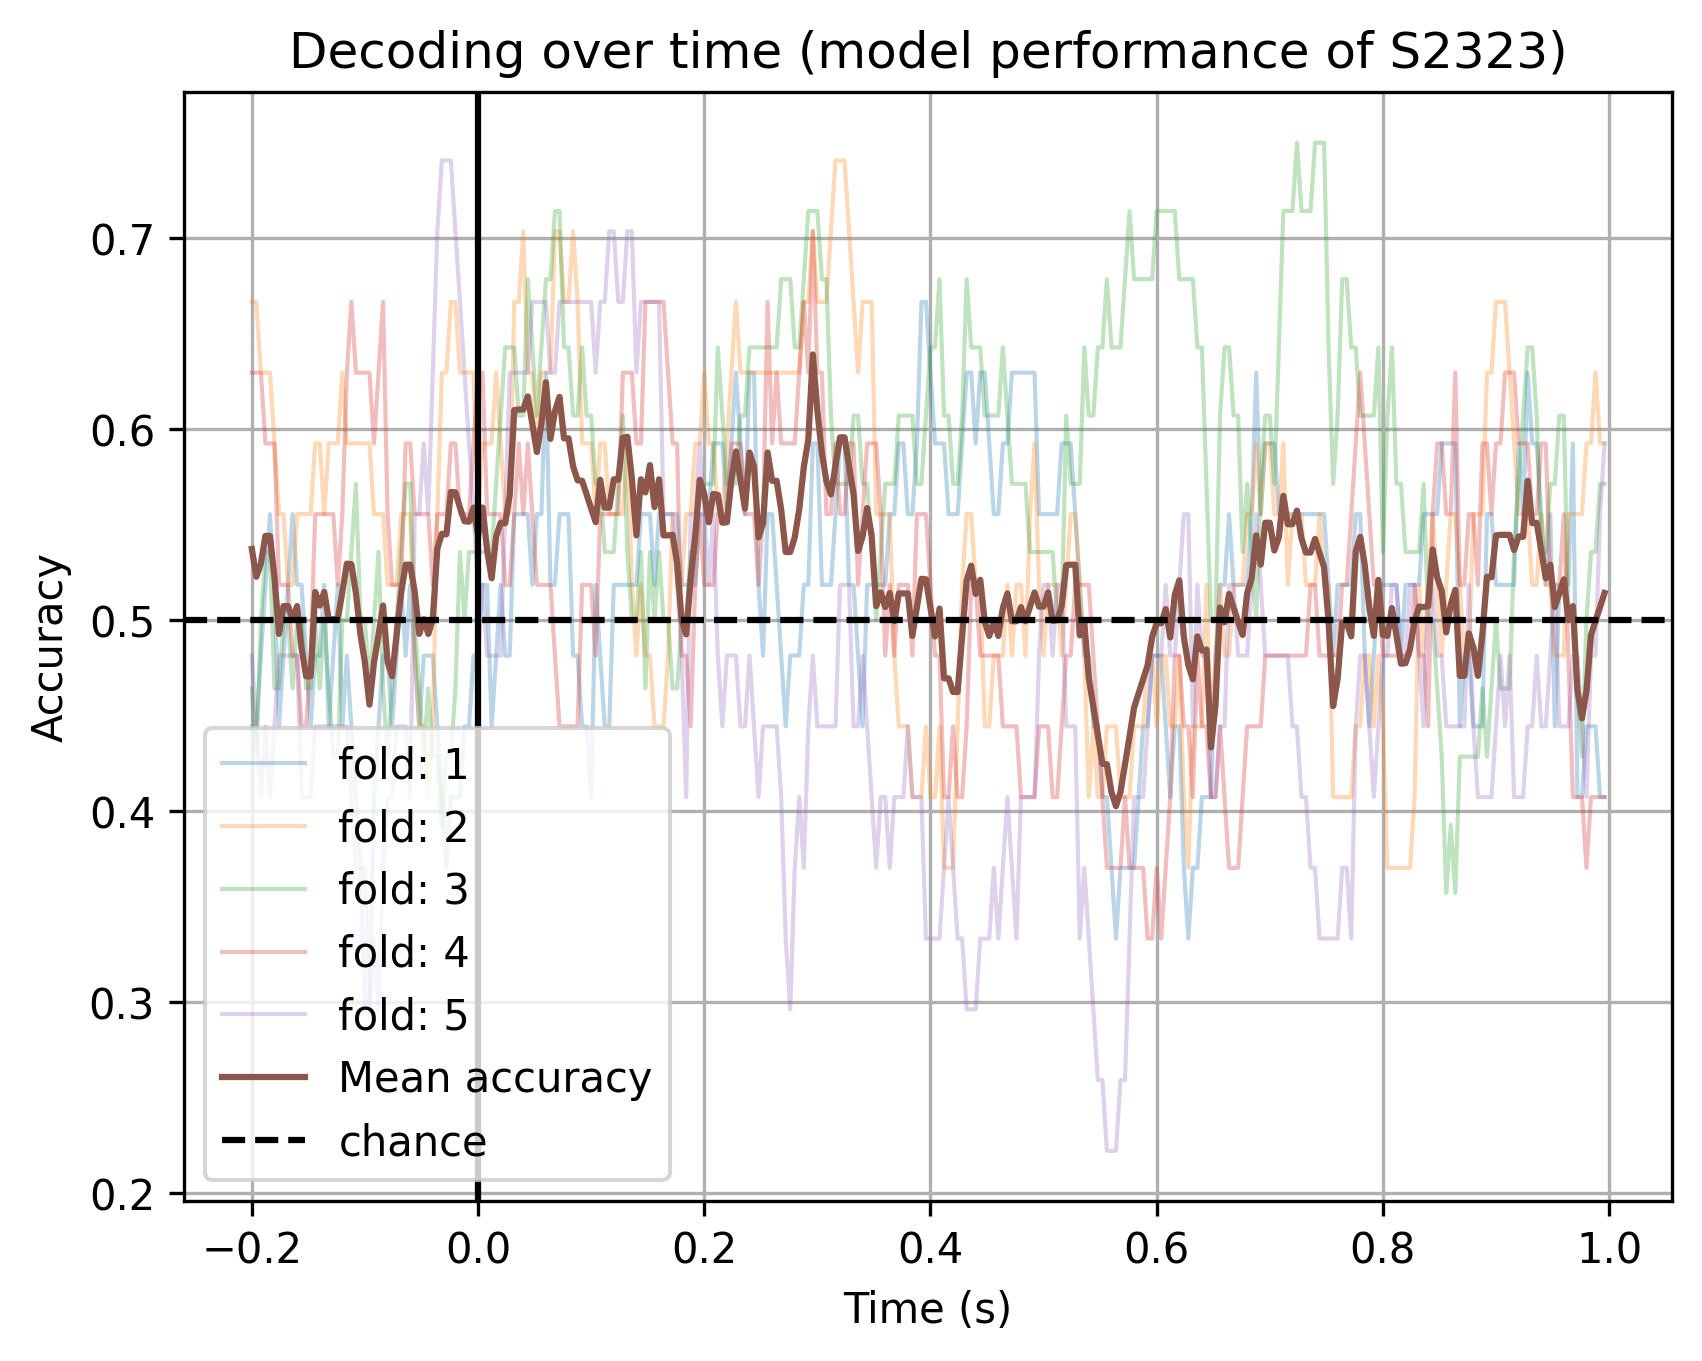 Decoding over time (model performance of S2323)
Accuracy
0.7
0.6
0.5
0.4
0.3
0.2
fold: 1
fold: 2
fold: 3
fold: 4
fold: 5
Mean accuracy
chance
−0.2 0.0 0.2 0.4 0.6 0.8 1.0
Time (s)